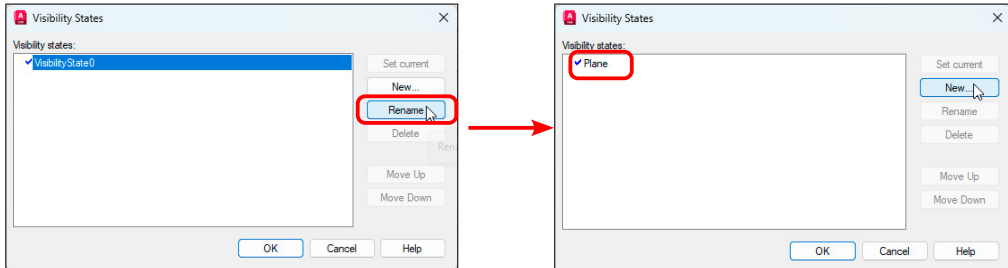 Visibility States
Visibility states:
VisibilityState0
Set current
New...
Rename
Delete
Move Up
Move Down
OK Cancel Help
Visibility States
Visibility states:
Plane
Set current
New...
Rename
Delete
Move Up
Move Down
OK Cancel Help